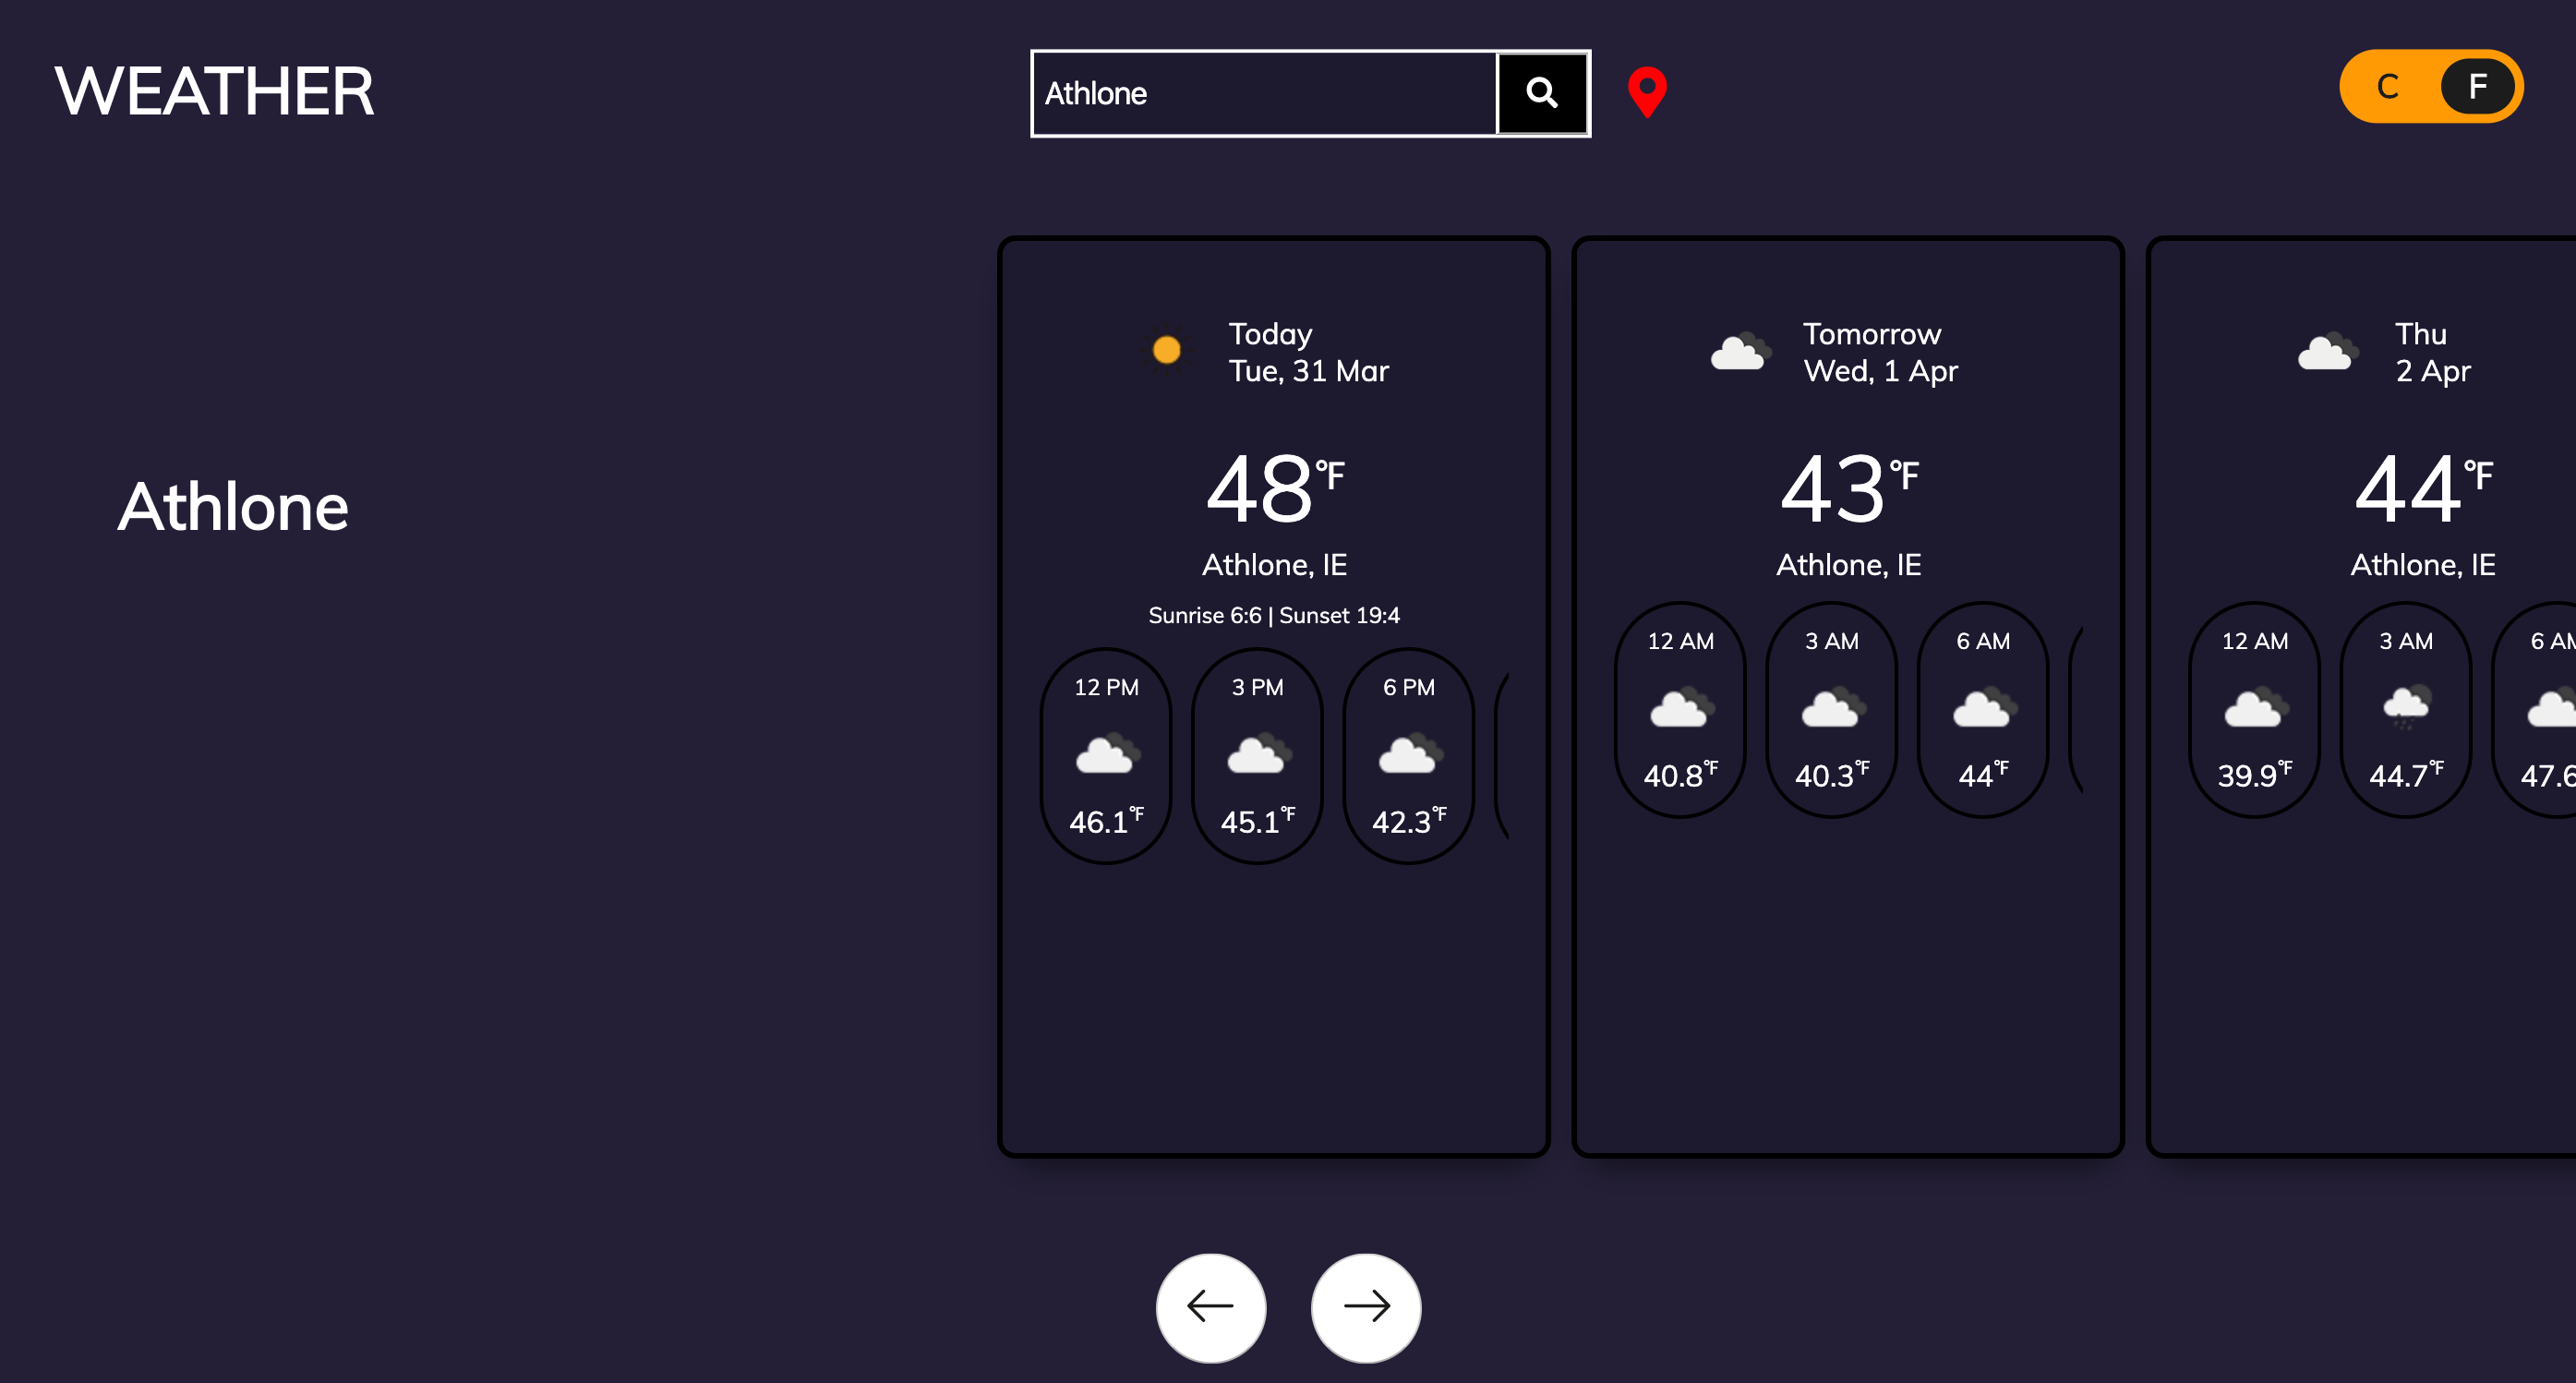 WEATHER
Athlone
C F
Athlone
Today
Tue, 31 Mar
48°F
Athlone, IE
Sunrise 6:6 | Sunset 19:4
12 PM
46.1°F
3 PM
45.1°F
6 PM
42.3°F
Tomorrow
Wed, 1 Apr
43°F
Athlone, IE
12 AM
40.8°F
3 AM
40.3°F
6 AM
44°F
Thu
2 Apr
44°F
Athlone, IE
12 AM
39.9°F
3 AM
44.7°F
6 AM
47.6